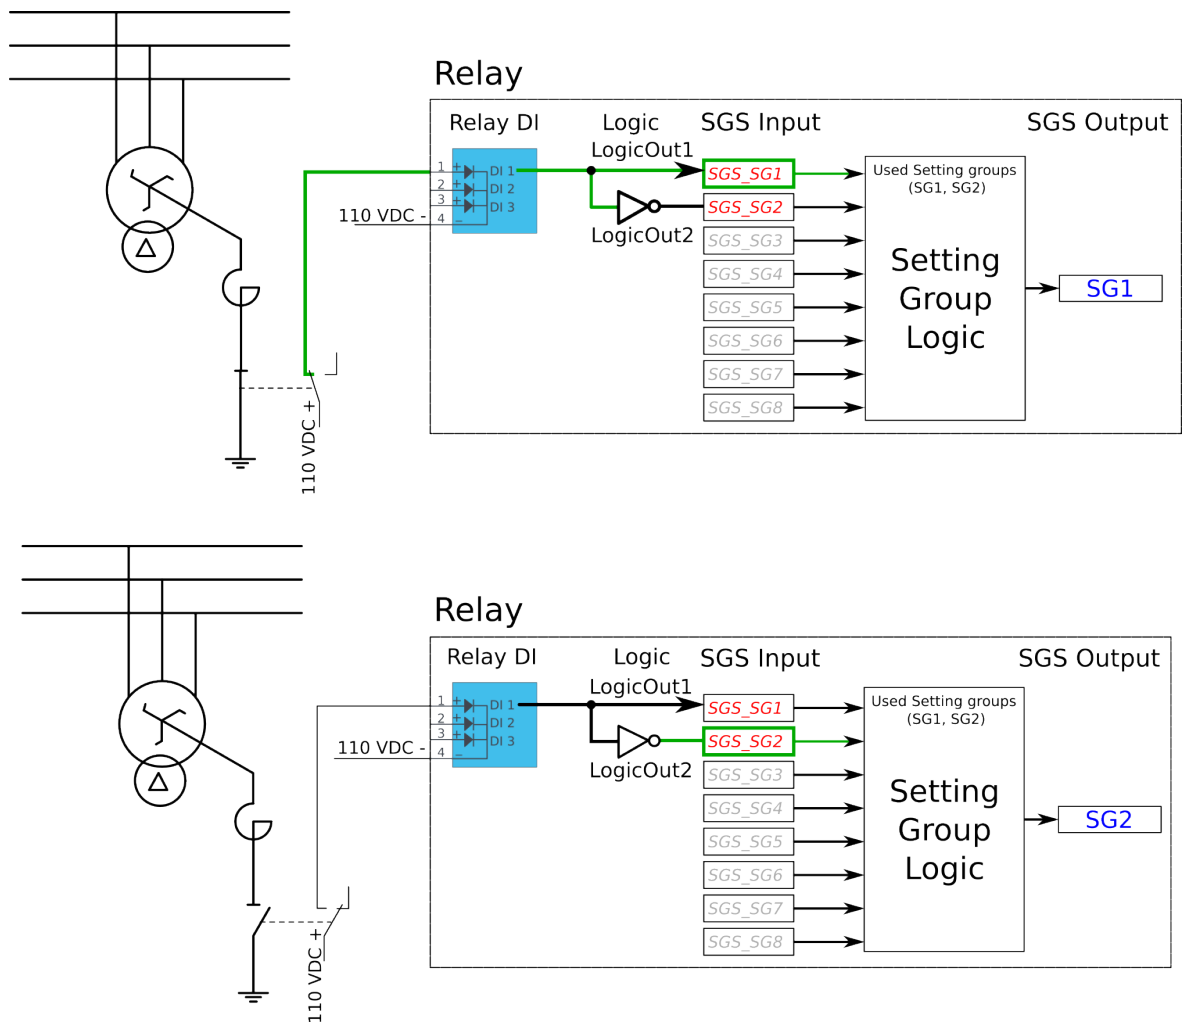 Relay
Relay DI
Logic
SGS Input
SGS Output
LogicOut1
1 +
DI 1
SGS_SG1
Used Setting groups
(SG1, SG2)
2 +
DI 2
3 +
DI 3
SGS_SG2
110 VDC -
4 −
LogicOut2
SGS_SG3
SGS_SG4
Setting
Group
Logic
SG1
SGS_SG5
SGS_SG6
SGS_SG7
SGS_SG8
110 VDC +
Relay
Relay DI
Logic
SGS Input
SGS Output
LogicOut1
1 +
DI 1
SGS_SG1
Used Setting groups
(SG1, SG2)
2 +
DI 2
3 +
DI 3
SGS_SG2
110 VDC -
4 −
LogicOut2
SGS_SG3
SGS_SG4
Setting
Group
Logic
SG2
SGS_SG5
SGS_SG6
SGS_SG7
SGS_SG8
110 VDC +